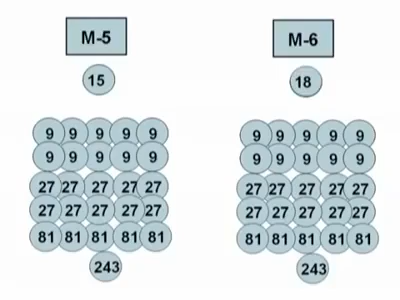 M-5 M-6
15 18
9 9 9 9 9 9 9 9 9 9
9 9 9 9 9 9 9 9 9 9
27 27 27 27 27 27 27 27 27 27
27 27 27 27 27 27 27 27 27 27
81 81 81 81 81 81 81 81 81 81
243 243